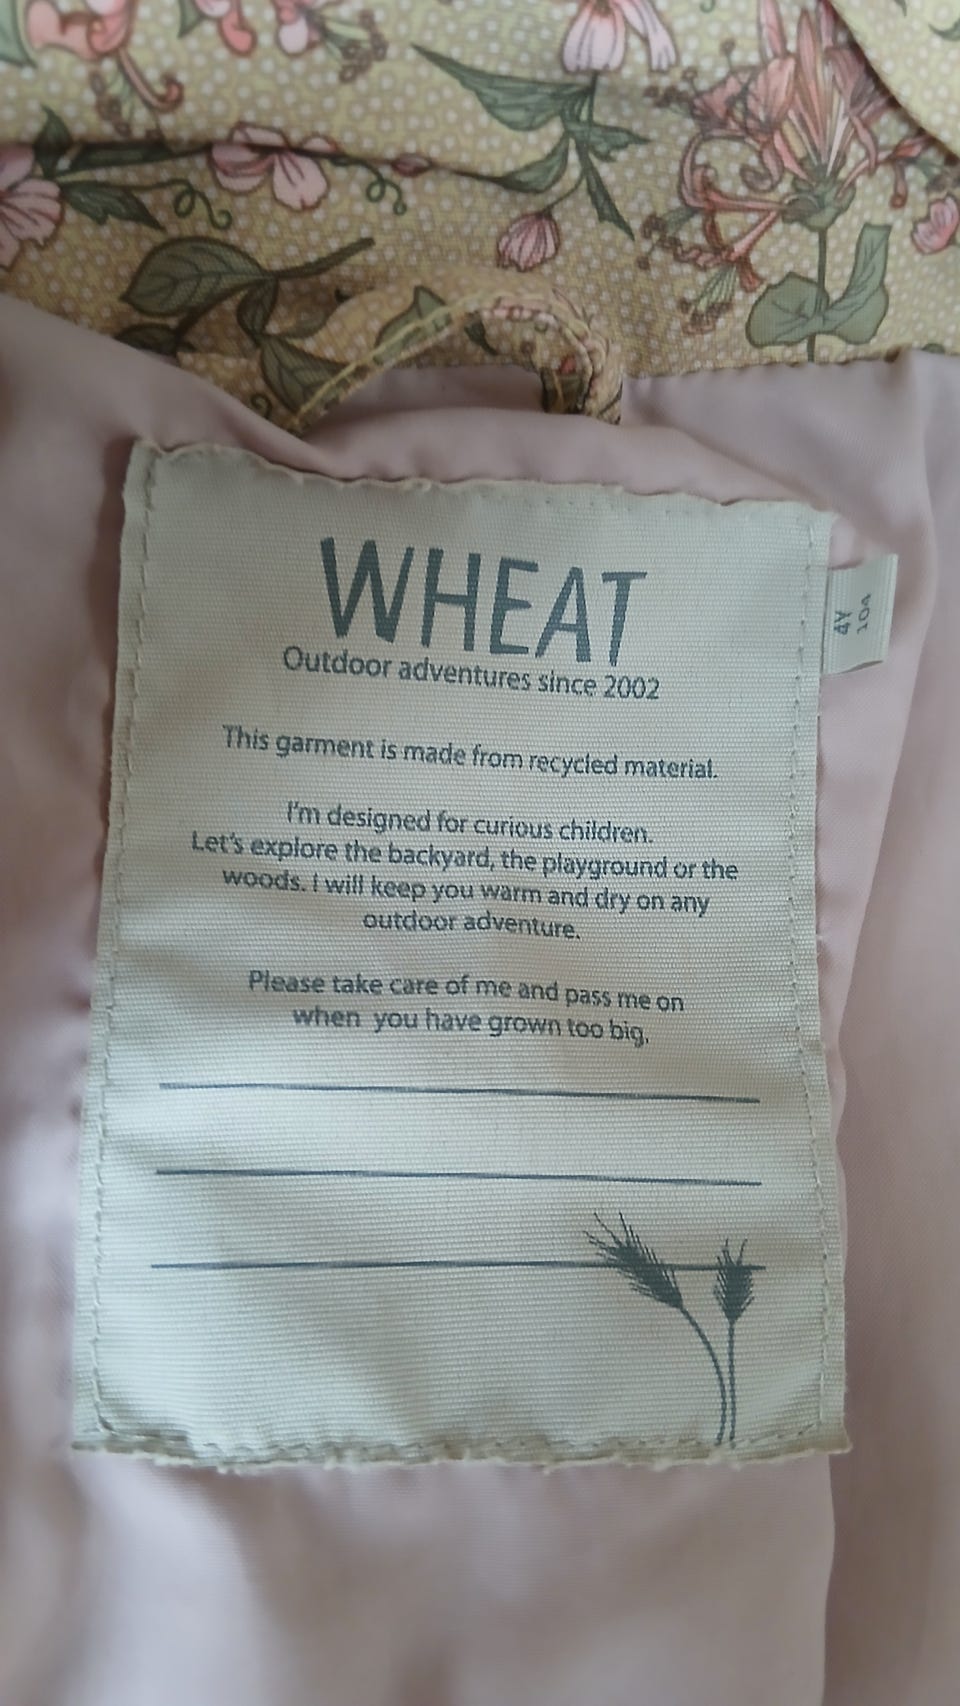 WHEAT
Outdoor adventures since 2002
4Y
104
This garment is made from recycled material.
I'm designed for curious children.
Let's explore the backyard, the playground or the
woods. I will keep you warm and dry on any
outdoor adventure.
Please take care of me and pass me on
when you have grown too big.